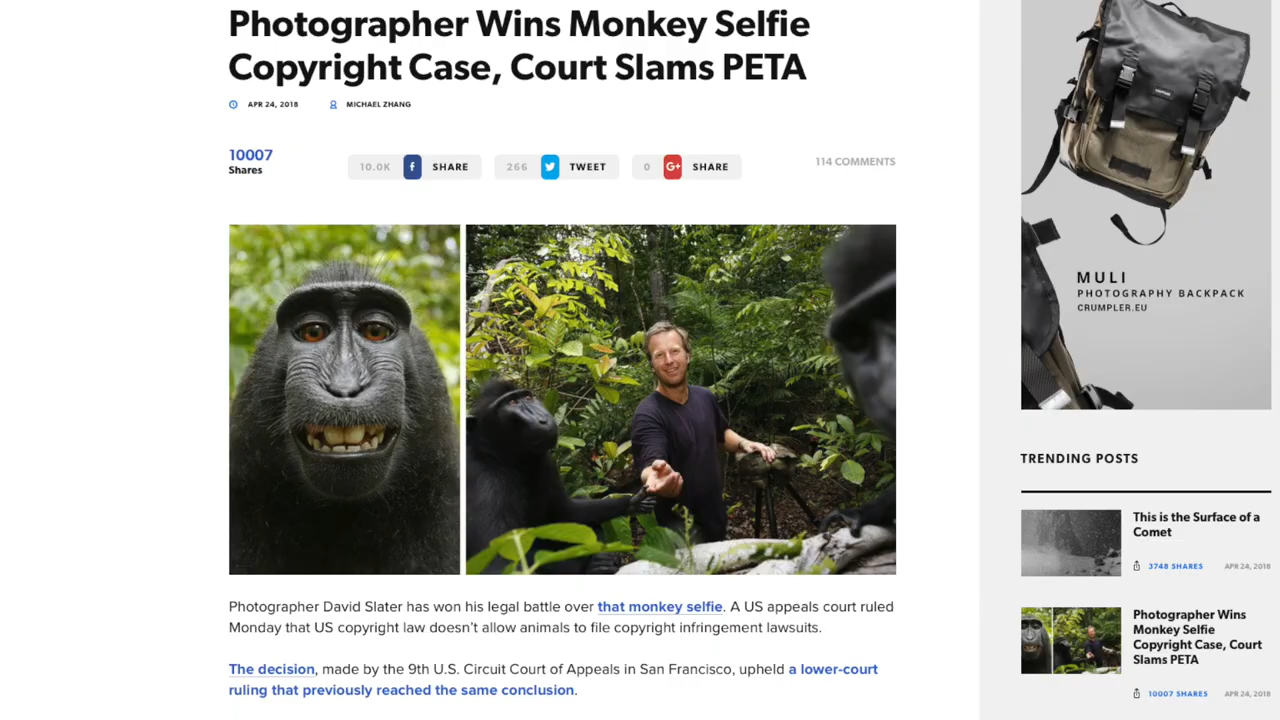 Photographer Wins Monkey Selfie
Copyright Case, Court Slams PETA
APR 24, 2018 MICHAEL ZHANG
10007
Shares
10.0K f SHARE 266 TWEET 0 G+ SHARE
114 COMMENTS
Photographer David Slater has won his legal battle over that monkey selfie. A US appeals court ruled
Monday that US copyright law doesn't allow animals to file copyright infringement lawsuits.
The decision, made by the 9th U.S. Circuit Court of Appeals in San Francisco, upheld a lower-court
ruling that previously reached the same conclusion.
MULI
PHOTOGRAPHY BACKPACK
CRUMPLER.EU
TRENDING POSTS
This is the Surface of a
Comet
3748 SHARES APR 24, 2018
Photographer Wins
Monkey Selfie
Copyright Case, Court
Slams PETA
10007 SHARES APR 24, 2018